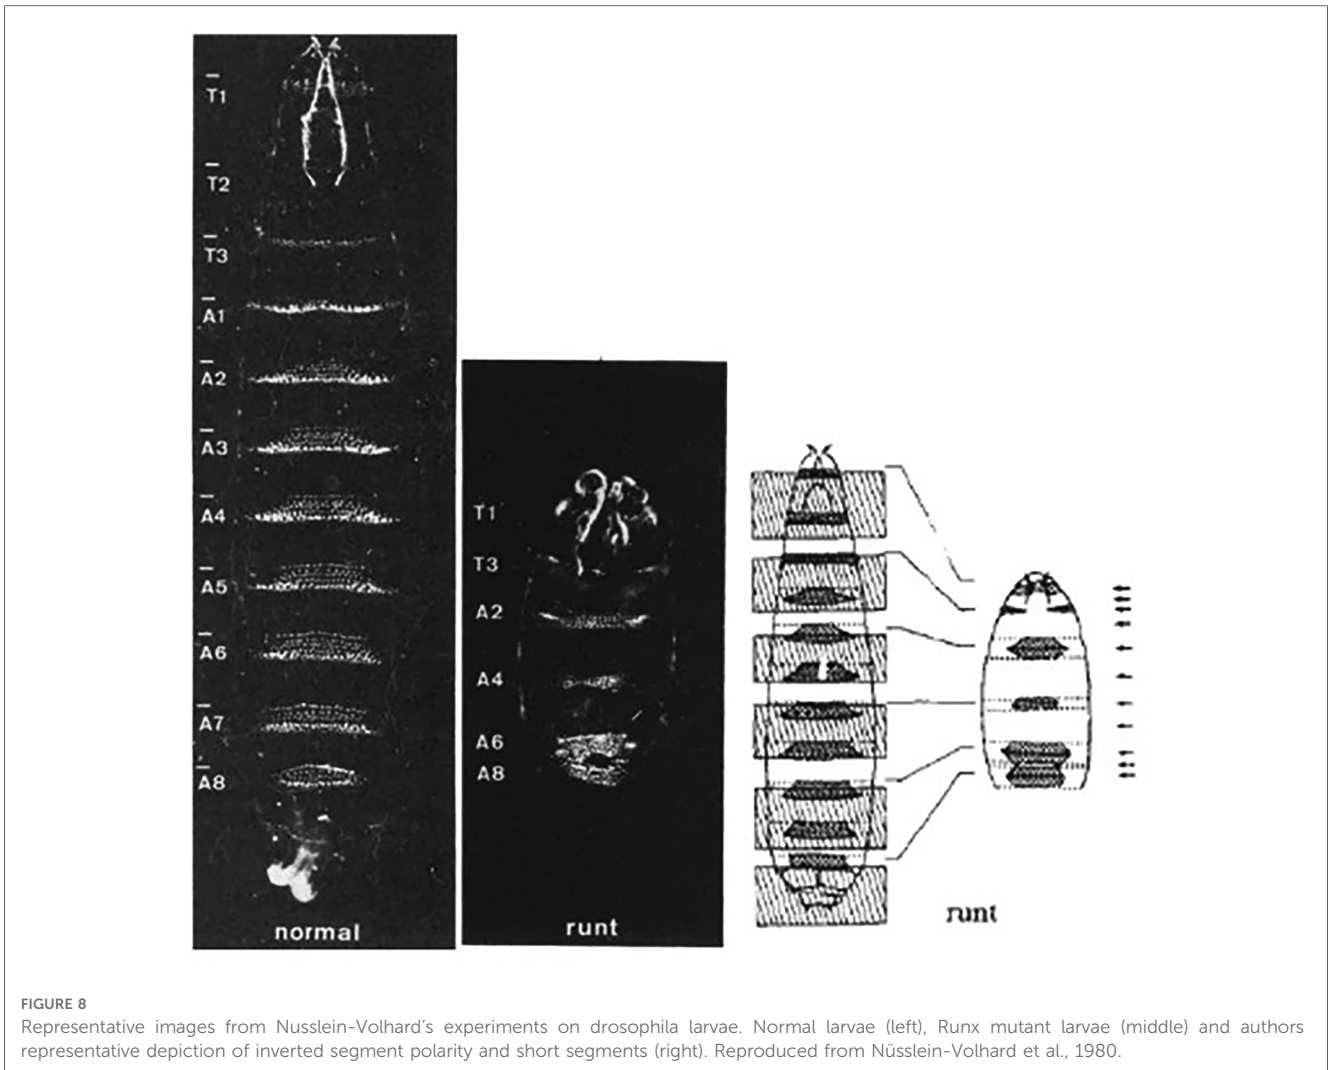 T1
T2
T3
A1
A2
A3
A4
A5
A6
A7
A8
normal
T1
T3
A2
A4
A6
A8
runt
runt
FIGURE 8
Representative images from Nusslein-Volhard's experiments on drosophila larvae. Normal larvae (left), Runx mutant larvae (middle) and authors
representative depiction of inverted segment polarity and short segments (right). Reproduced from Nüsslein-Volhard et al., 1980.